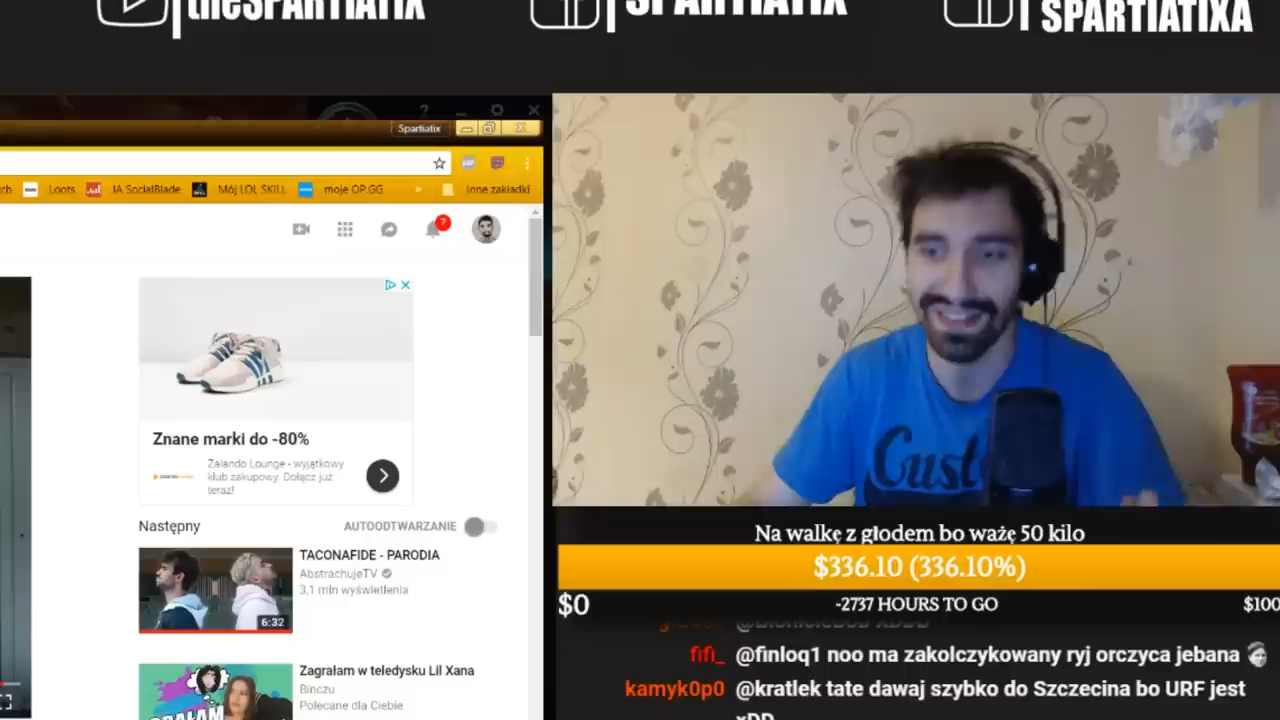 theSPARTIATIX
SPARTIATIX
SPARTIATIXA
Spartiatix
ch Loots IA SocialBlade Mój LOL SKILL moje OP.GG » Inne zakładki
?
Znane marki do -80%
Zalando Lounge - wyjątkowy
klub zakupowy. Dołącz już
teraz!
Następny
AUTOODTWARZANIE
TACONAFIDE - PARODIA
AbstrachujeTV
3,1 mln wyświetlenia
6:32
Zagrałam w teledysku Lil Xana
Binczu
Polecane dla Ciebie
Na walkę z głodem bo ważę 50 kilo
$336.10 (336.10%)
$0
-2737 HOURS TO GO
$100
fifi_ @finloq1 noo ma zakolczykowany ryj orczyca jebana
kamyk0p0 @kratlek tate dawaj szybko do Szczecina bo URF jest
xDD